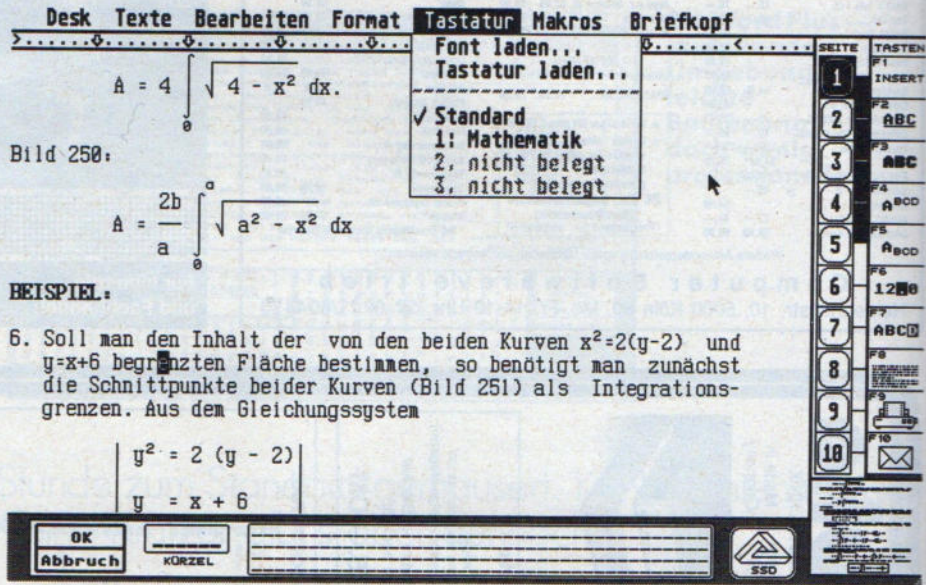 Desk Texte Bearbeiten Format Tastatur Makros Briefkopf
Font laden...
Tastatur laden...
✓ Standard
1: Mathematik
2, nicht belegt
3, nicht belegt
A = 4 ∫ √ 4 - x² dx.
0
Bild 250:
A = 2b/a ∫ √ a² - x² dx
a
0
BEISPIEL:
6. Soll man den Inhalt der von den beiden Kurven x²=2(y-2) und
y=x+6 begrenzten Fläche bestimmen, so benötigt man zunächst
die Schnittpunkte beider Kurven (Bild 251) als Integrations-
grenzen. Aus dem Gleichungssystem
y² = 2 (y - 2)
y = x + 6
SEITE TASTEN
1 F1 INSERT
2 F2 ABC
3 F3 ABC
4 F4 ABCD
5 F5 ABCD
6 F6
7 F7 ABCD
8 F8
9 F9
10 F10
OK
Abbruch
KÜRZEL
SSD